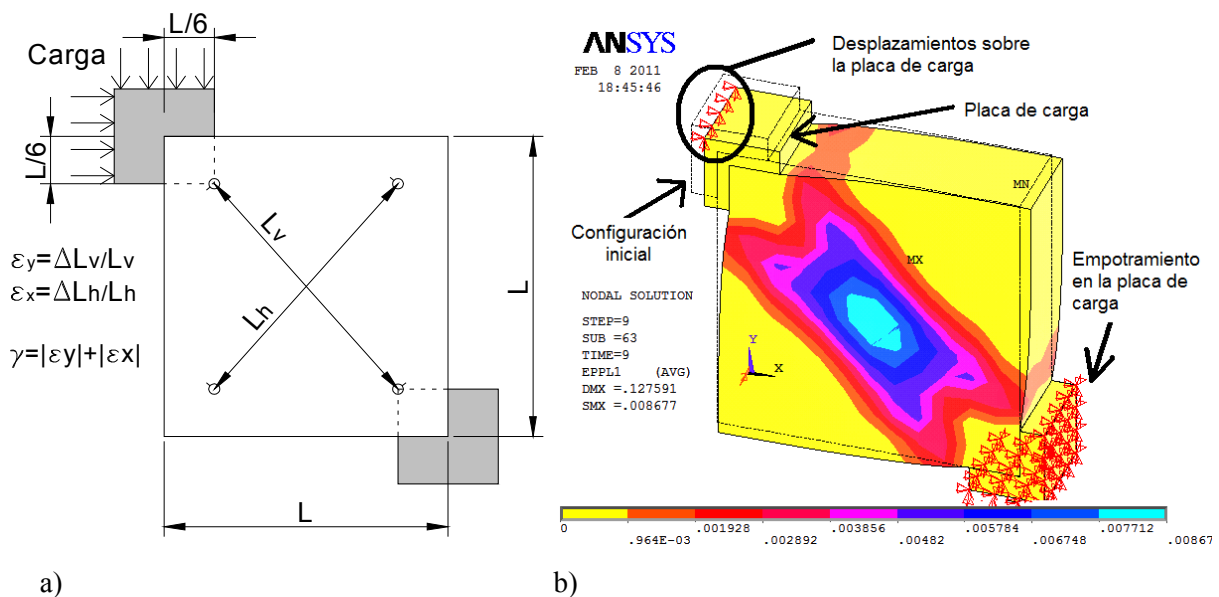 L/6
Carga
L/6
Lv
Lh
εy=ΔLv/Lv
εx=ΔLh/Lh
γ=|εy|+|εx|
L
L
a)
ANSYS
FEB 8 2011
18:45:46
Desplazamientos sobre
la placa de carga
Placa de carga
Configuración
inicial
MN
MX
Empotramiento
en la placa de
carga
NODAL SOLUTION
STEP=9
SUB =63
TIME=9
EPPL1 (AVG)
DMX =.127591
SMX =.008677
Y
X
0 .001928 .003856 .005784 .007712
.964E-03 .002892 .00482 .006748 .00867
b)